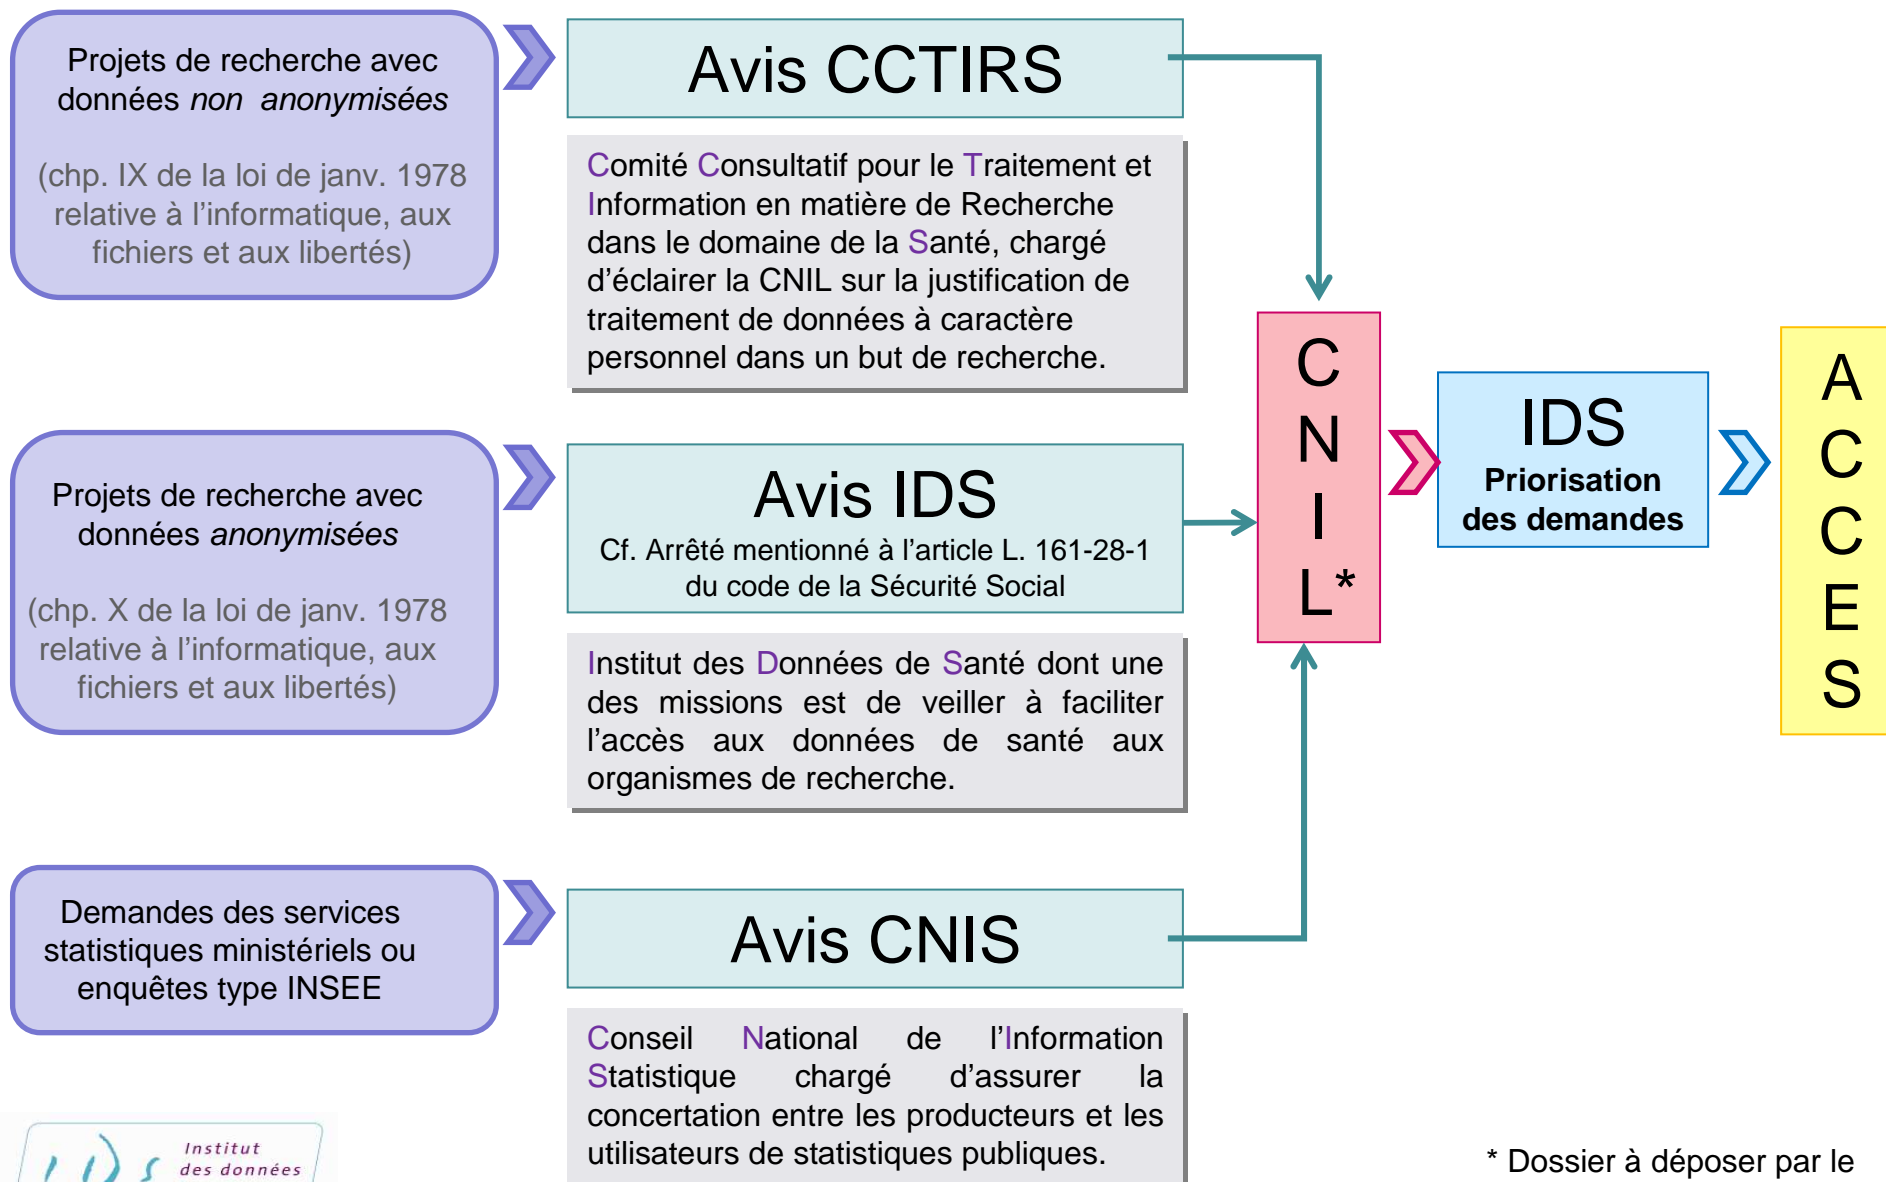 Projets de recherche avec
données non anonymisées
(chp. IX de la loi de janv. 1978
relative à l'informatique, aux
fichiers et aux libertés)
Avis CCTIRS
Comité Consultatif pour le Traitement et
Information en matière de Recherche
dans le domaine de la Santé, chargé
d'éclairer la CNIL sur la justification de
traitement de données à caractère
personnel dans un but de recherche.
Projets de recherche avec
données anonymisées
(chp. X de la loi de janv. 1978
relative à l'informatique, aux
fichiers et aux libertés)
Avis IDS
Cf. Arrêté mentionné à l'article L. 161-28-1
du code de la Sécurité Social
Institut des Données de Santé dont une
des missions est de veiller à faciliter
l'accès aux données de santé aux
organismes de recherche.
Demandes des services
statistiques ministériels ou
enquêtes type INSEE
Avis CNIS
Conseil National de l'Information
Statistique chargé d'assurer la
concertation entre les producteurs et les
utilisateurs de statistiques publiques.
C
N
I
L*
IDS
Priorisation
des demandes
A
C
C
E
S
IDS
Institut
des données
* Dossier à déposer par le